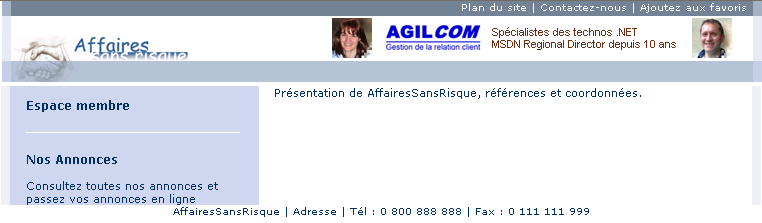 Plan du site | Contactez-nous | Ajoutez aux favoris
Affaires
sans risque
AGILCOM
Gestion de la relation client
Spécialistes des technos .NET
MSDN Regional Director depuis 10 ans
Espace membre
Nos Annonces
Consultez toutes nos annonces et
passez vos annonces en ligne
Présentation de AffairesSansRisque, références et coordonnées.
AffairesSansRisque | Adresse | Tél : 0 800 888 888 | Fax : 0 111 111 999